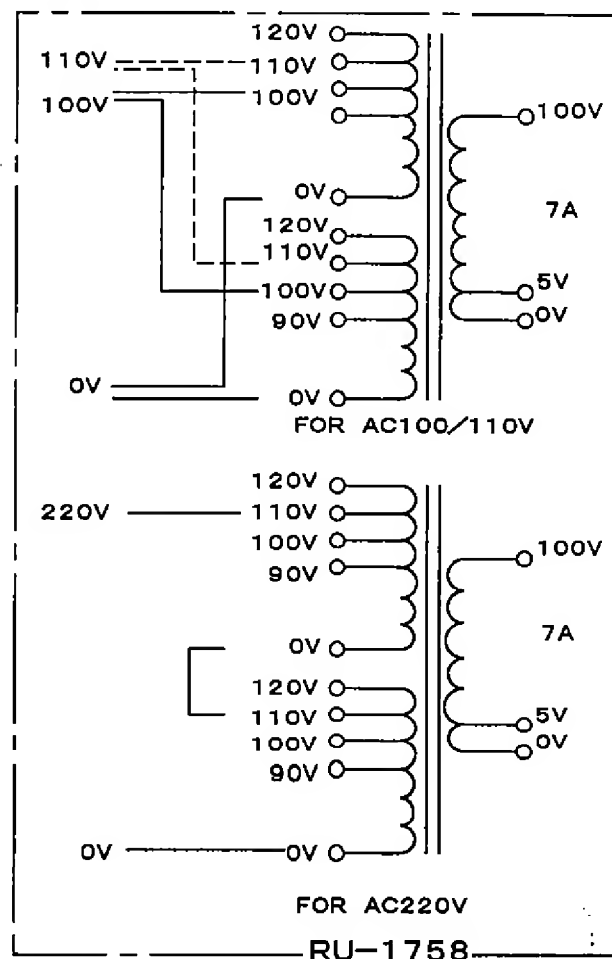 120V
110V 110V
100V 100V
100V
0V
7A
120V
110V
100V 5V
90V 0V
0V 0V
FOR AC100/110V
120V
220V 110V
100V 100V
90V
7A
0V
120V
110V 5V
100V 0V
90V
0V 0V
FOR AC220V
RU-1758